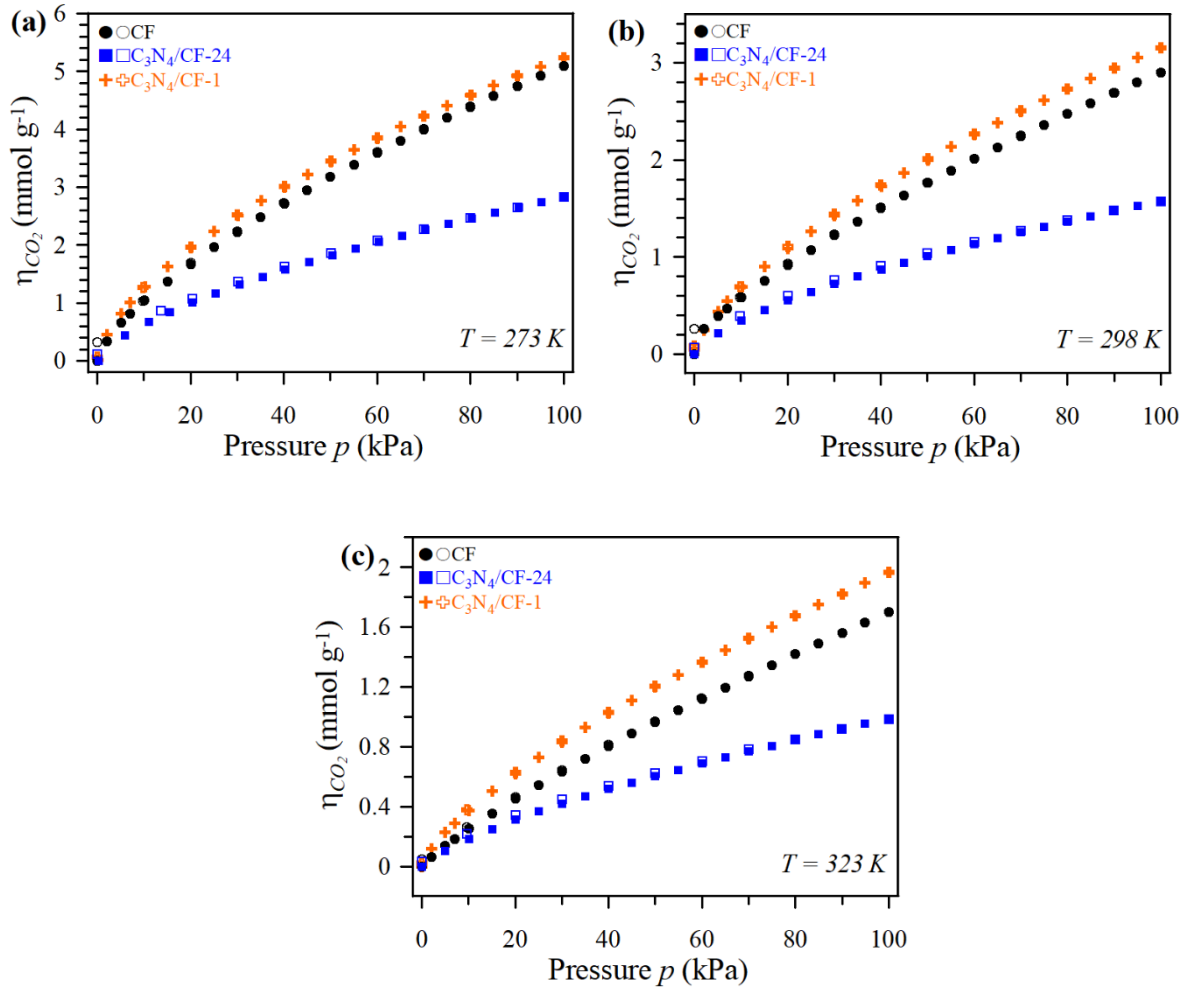 (a)
CF
C₃N₄/CF-24
C₃N₄/CF-1
6
5
4
3
2
1
0
η_CO₂ (mmol g⁻¹)
T = 273 K
0 20 40 60 80 100
Pressure p (kPa)
(b)
CF
C₃N₄/CF-24
C₃N₄/CF-1
3
2
1
0
η_CO₂ (mmol g⁻¹)
T = 298 K
0 20 40 60 80 100
Pressure p (kPa)
(c)
CF
C₃N₄/CF-24
C₃N₄/CF-1
2
1.6
1.2
0.8
0.4
0
η_CO₂ (mmol g⁻¹)
T = 323 K
0 20 40 60 80 100
Pressure p (kPa)